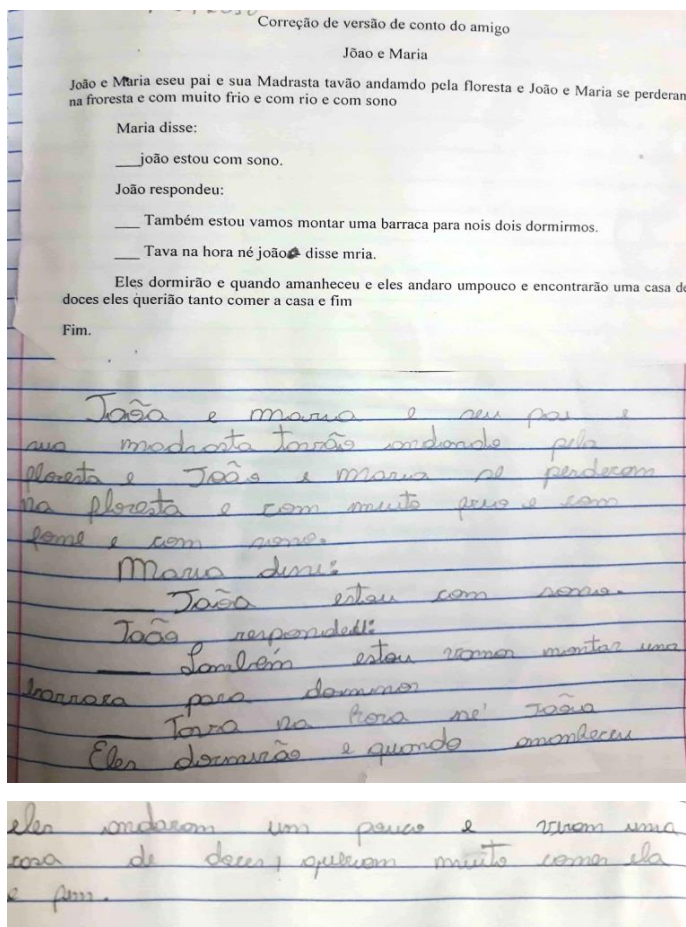 Correção de versão de conto do amigo
Jõao e Maria
João e Maria eseu pai e sua Madrasta tavão andamdo pela floresta e João e Maria se perderam
na froresta e com muito frio e com rio e com sono
Maria disse:
___joão estou com sono.
João respondeu:
___ Também estou vamos montar uma barraca para nois dois dormirmos.
___ Tava na hora né joão disse mria.
Eles dormirão e quando amanheceu e eles andaro umpouco e encontrarão uma casa de
doces eles querião tanto comer a casa e fim
Fim.
João e maria e seu pai e
sua madrasta tavão andando pela
floresta e João e maria se perderam
na floresta e com muito frio e com
fome e com sono.
Maria disse:
___ João estou com sono.
João respondeu:
___ Também estou vamos montar uma
barraca para dormimos
___ Tava na hora né João
Eles dormirão e quando amanheceu
eles andaram um pouco e viram uma
casa de doces, queriam muito comer ela
e fim.